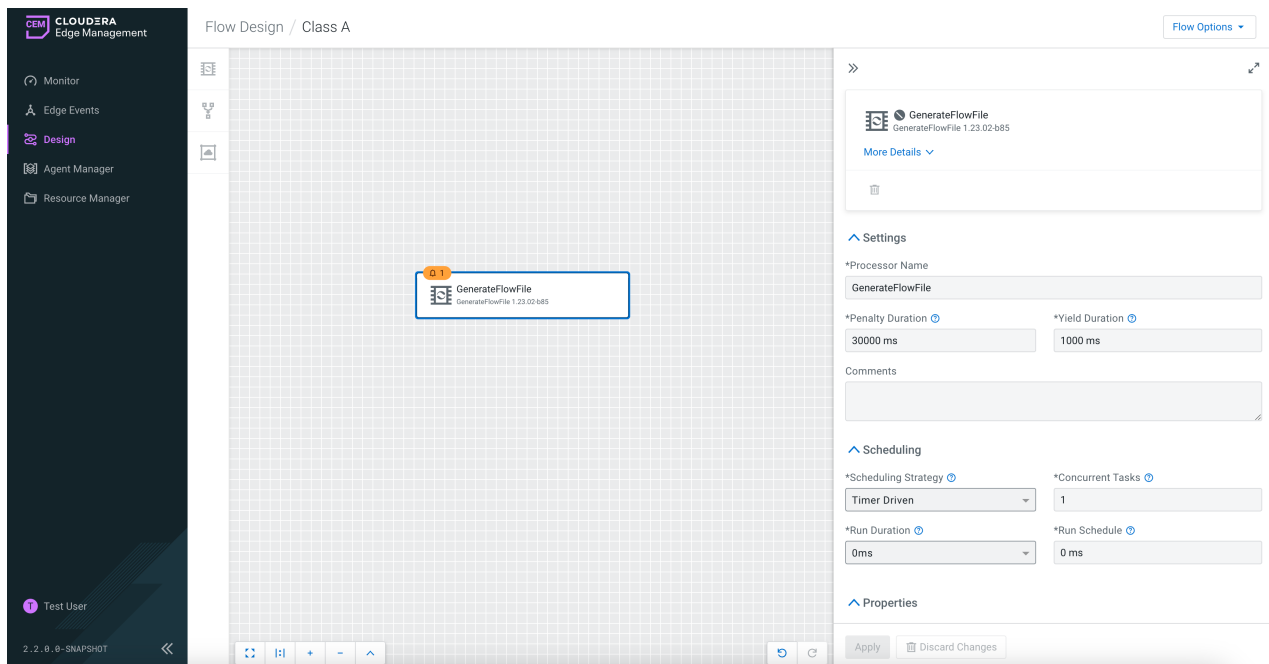 CEM CLOUDERA
Edge Management
Monitor
Edge Events
Design
Agent Manager
Resource Manager
T Test User
2.2.0.0-SNAPSHOT
Flow Design / Class A
Flow Options
1
GenerateFlowFile
GenerateFlowFile 1.23.02-b85
GenerateFlowFile
GenerateFlowFile 1.23.02-b85
More Details
Settings
*Processor Name
GenerateFlowFile
*Penalty Duration ? *Yield Duration ?
30000 ms 1000 ms
Comments
Scheduling
*Scheduling Strategy ? *Concurrent Tasks ?
Timer Driven 1
*Run Duration ? *Run Schedule ?
0ms 0 ms
Properties
Apply Discard Changes